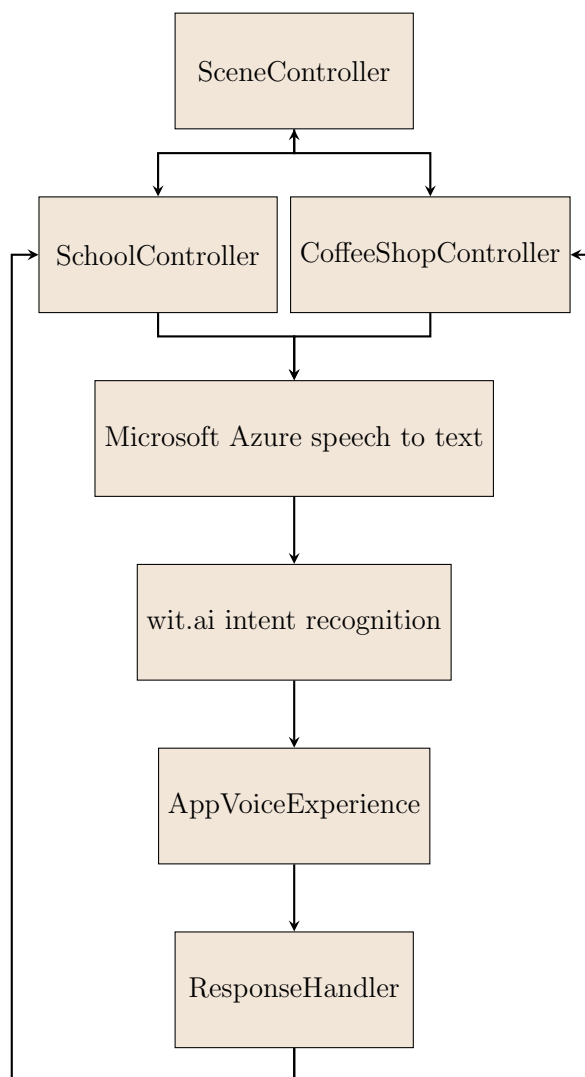 SceneController
SchoolController
CoffeeShopController
Microsoft Azure speech to text
wit.ai intent recognition
AppVoiceExperience
ResponseHandler